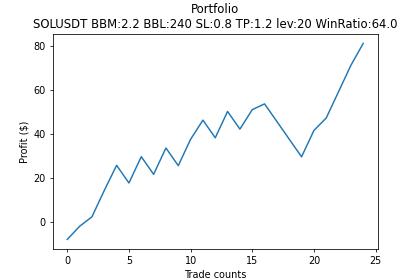 Portfolio
SOLUSDT BBM:2.2 BBL:240 SL:0.8 TP:1.2 lev:20 WinRatio:64.0
80
60
40
20
0
Profit ($)
0 5 10 15 20 25
Trade counts